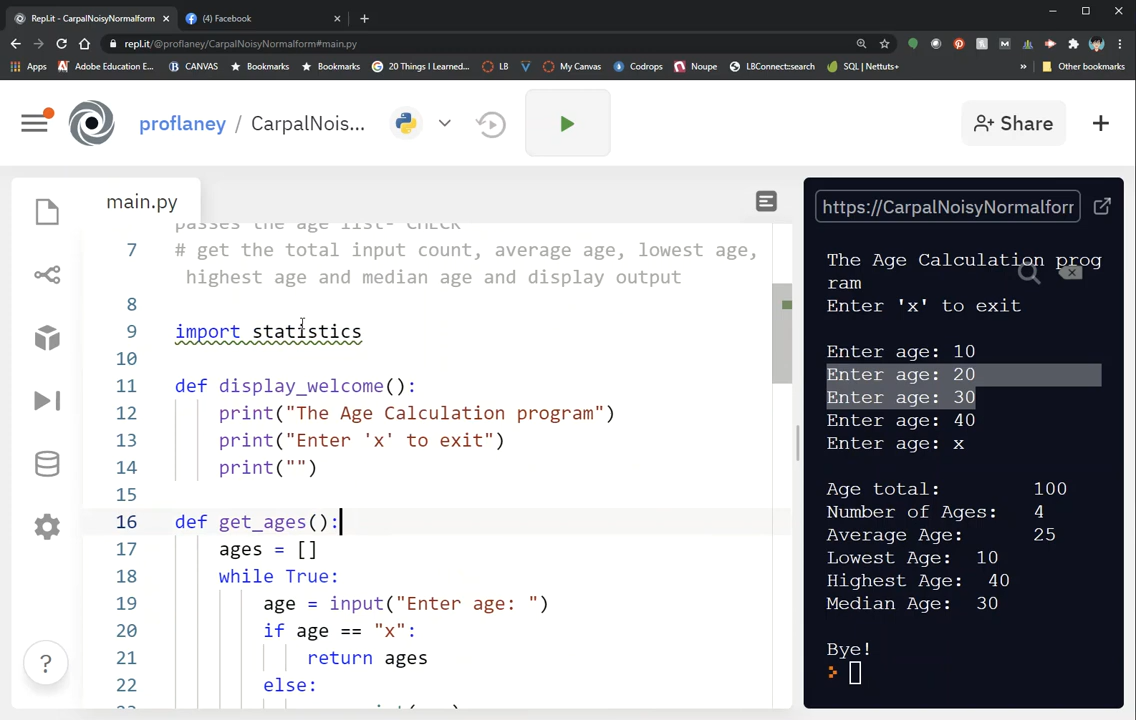 Repl.it - CarpalNoisyNormalform
(4) Facebook
repl.it/@proflaney/CarpalNoisyNormalform#main.py
Apps
Adobe Education E...
CANVAS
Bookmarks
Bookmarks
20 Things I Learned...
LB
My Canvas
Codrops
Noupe
LBConnect:search
SQL | Nettuts+
»
Other bookmarks
proflaney / CarpalNois...
Share
main.py
passes the age list- CHECK
7 # get the total input count, average age, lowest age,
highest age and median age and display output
8
9 import statistics
10
11 def display_welcome():
12 print("The Age Calculation program")
13 print("Enter 'x' to exit")
14 print("")
15
16 def get_ages():
17 ages = []
18 while True:
19 age = input("Enter age: ")
20 if age == "x":
21 return ages
22 else:
?
https://CarpalNoisyNormalforr
The Age Calculation prog
ram
Enter 'x' to exit
Enter age: 10
Enter age: 20
Enter age: 30
Enter age: 40
Enter age: x
Age total: 100
Number of Ages: 4
Average Age: 25
Lowest Age: 10
Highest Age: 40
Median Age: 30
Bye!